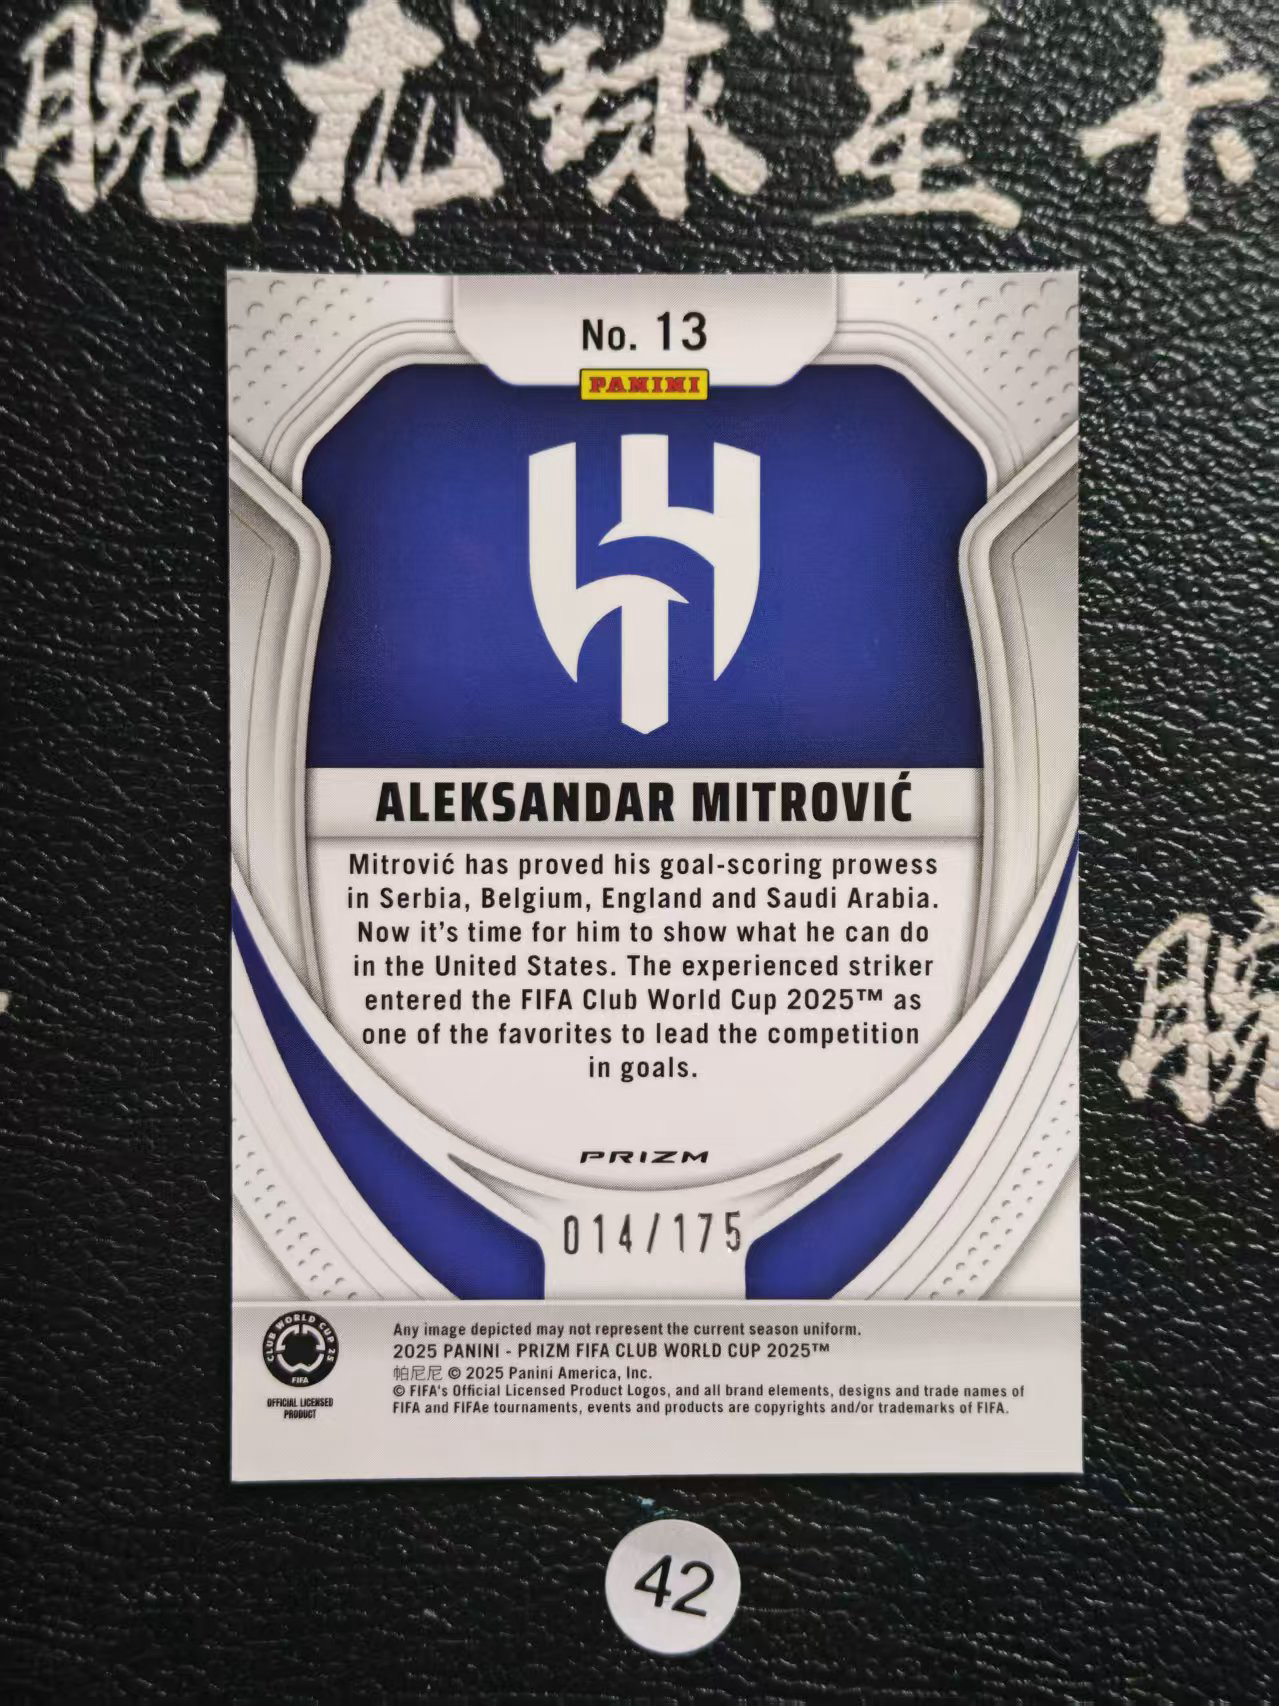 腕龙球星卡
No. 13
PANINI
ALEKSANDAR MITROVIĆ
Mitrović has proved his goal-scoring prowess
in Serbia, Belgium, England and Saudi Arabia.
Now it's time for him to show what he can do
in the United States. The experienced striker
entered the FIFA Club World Cup 2025™ as
one of the favorites to lead the competition
in goals.
腕
PRIZM
014/175
CLUB WORLD CUP 25
FIFA
OFFICIAL LICENSED
PRODUCT
Any image depicted may not represent the current season uniform.
2025 PANINI - PRIZM FIFA CLUB WORLD CUP 2025™
帕尼尼 © 2025 Panini America, Inc.
© FIFA's Official Licensed Product Logos, and all brand elements, designs and trade names of
FIFA and FIFAe tournaments, events and products are copyrights and/or trademarks of FIFA.
42